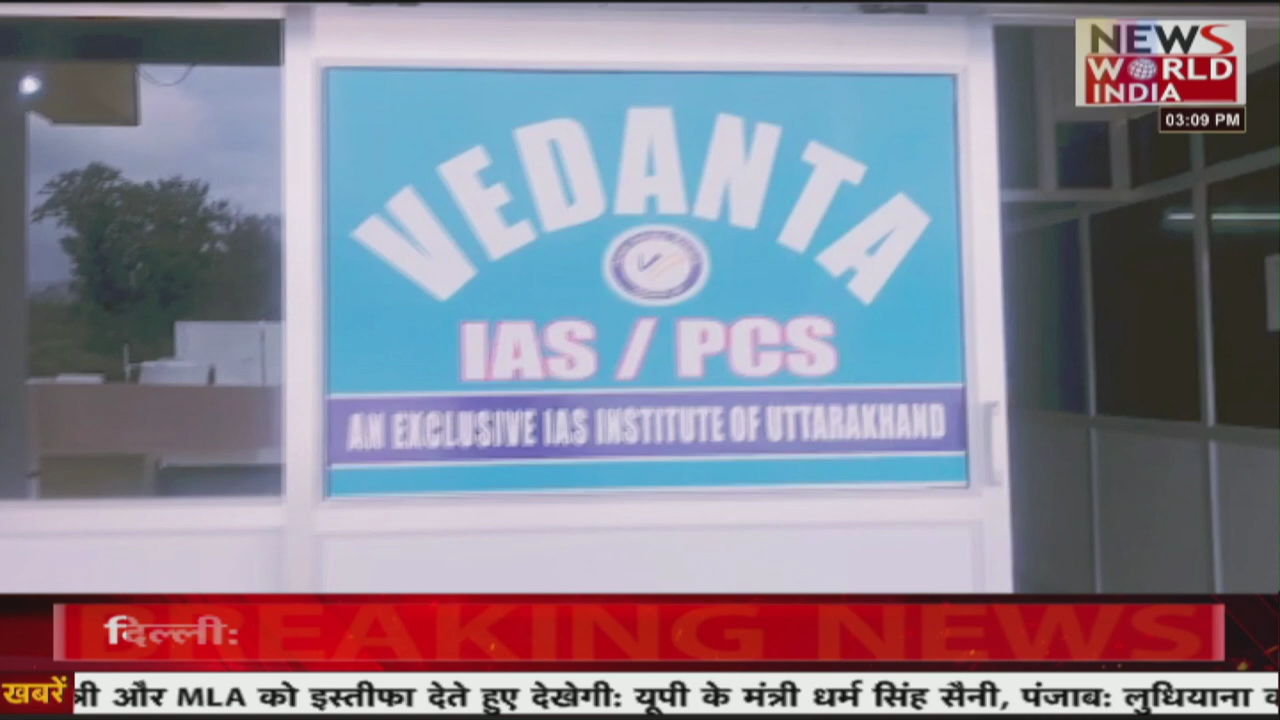 NEWS
WORLD
INDIA
03:09 PM
VEDANTA
IAS / PCS
AN EXCLUSIVE IAS INSTITUTE OF UTTARAKHAND
BREAKING NEWS
दिल्ली:
खबरें
त्री और MLA को इस्तीफा देते हुए देखेगी: यूपी के मंत्री धर्म सिंह सैनी, पंजाब: लुधियाना